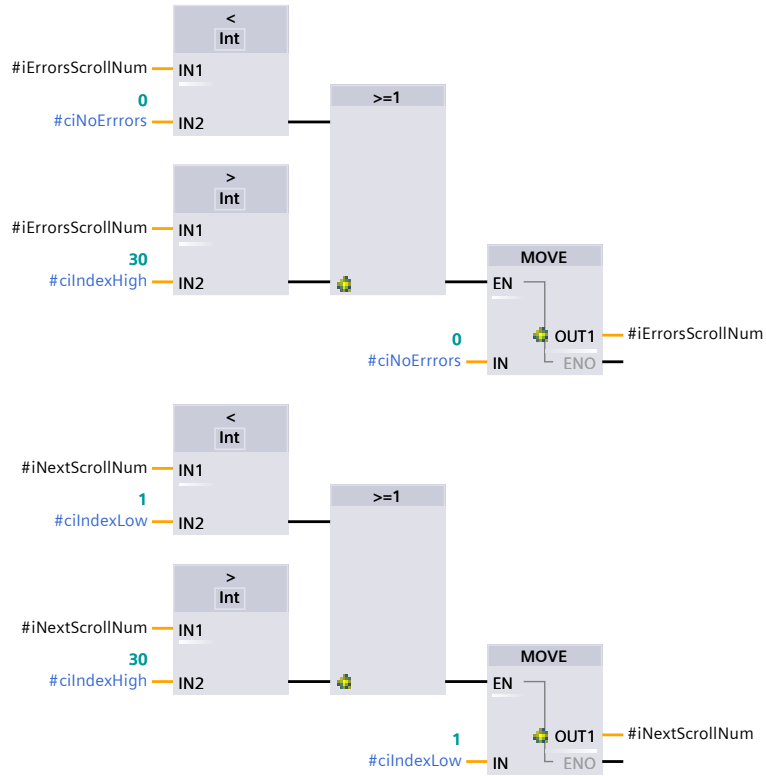 <
Int
#iErrorsScrollNum IN1
0
#ciNoErrrors IN2
>=1
>
Int
#iErrorsScrollNum IN1
30
#ciIndexHigh IN2
MOVE
EN
0
OUT1 #iErrorsScrollNum
#ciNoErrrors IN ENO
<
Int
#iNextScrollNum IN1
1
#ciIndexLow IN2
>=1
>
Int
#iNextScrollNum IN1
30
#ciIndexHigh IN2
MOVE
EN
1
OUT1 #iNextScrollNum
#ciIndexLow IN ENO